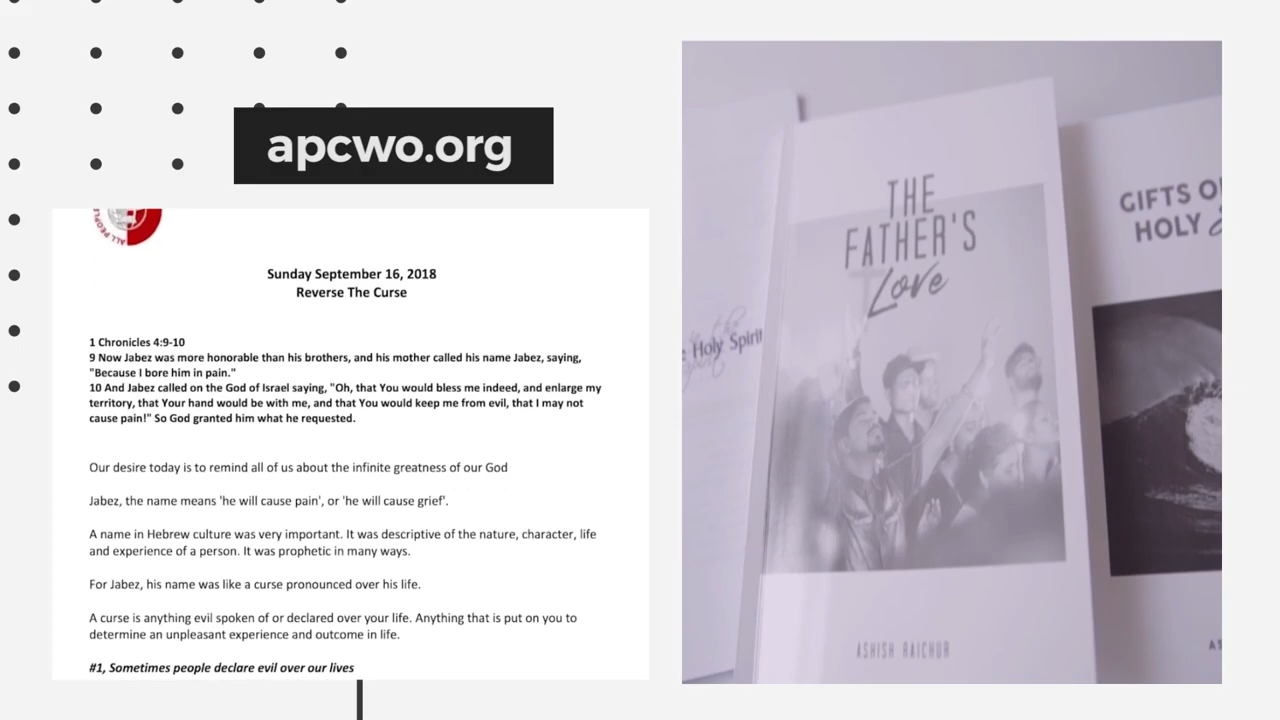 apcwo.org
ALL PEOPL
Sunday September 16, 2018
Reverse The Curse
1 Chronicles 4:9-10
9 Now Jabez was more honorable than his brothers, and his mother called his name Jabez, saying,
"Because I bore him in pain."
10 And Jabez called on the God of Israel saying, "Oh, that You would bless me indeed, and enlarge my
territory, that Your hand would be with me, and that You would keep me from evil, that I may not
cause pain!" So God granted him what he requested.
Our desire today is to remind all of us about the infinite greatness of our God
Jabez, the name means 'he will cause pain', or 'he will cause grief'.
A name in Hebrew culture was very important. It was descriptive of the nature, character, life
and experience of a person. It was prophetic in many ways.
For Jabez, his name was like a curse pronounced over his life.
A curse is anything evil spoken of or declared over your life. Anything that is put on you to
determine an unpleasant experience and outcome in life.
#1, Sometimes people declare evil over our lives
Holy Spirit
THE
FATHER'S
Love
ASHISH RAICHUR
GIFTS O
HOLY
AS